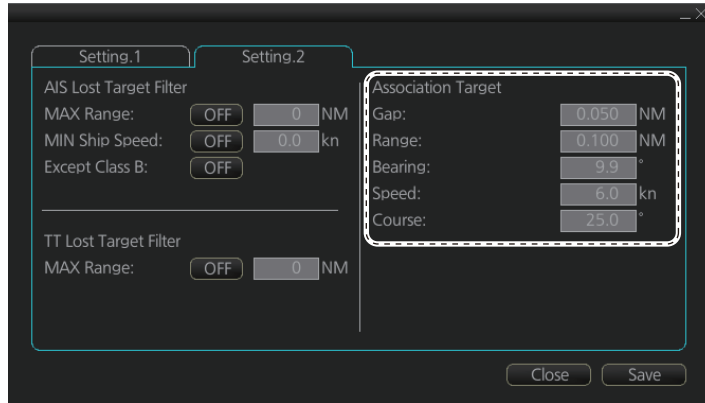 Setting.1
Setting.2
AIS Lost Target Filter
MAX Range: OFF 0 NM
MIN Ship Speed: OFF 0.0 kn
Except Class B: OFF
TT Lost Target Filter
MAX Range: OFF 0 NM
Association Target
Gap: 0.050 NM
Range: 0.100 NM
Bearing: 9.9 °
Speed: 6.0 kn
Course: 25.0 °
Close
Save